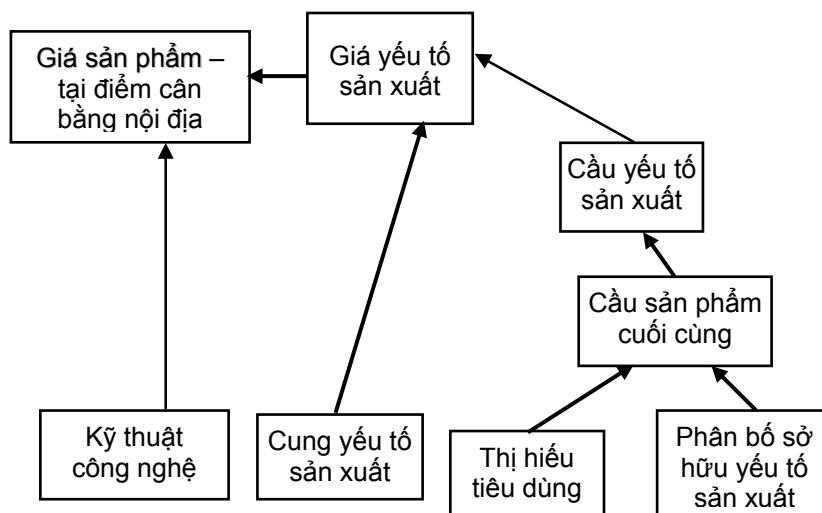 Giá sản phẩm –
tại điểm cân
bằng nội địa
Giá yếu tố
sản xuất
Cầu yếu tố
sản xuất
Cầu sản phẩm
cuối cùng
Kỹ thuật
công nghệ
Cung yếu tố
sản xuất
Thị hiếu
tiêu dùng
Phân bố sở
hữu yếu tố
sản xuất